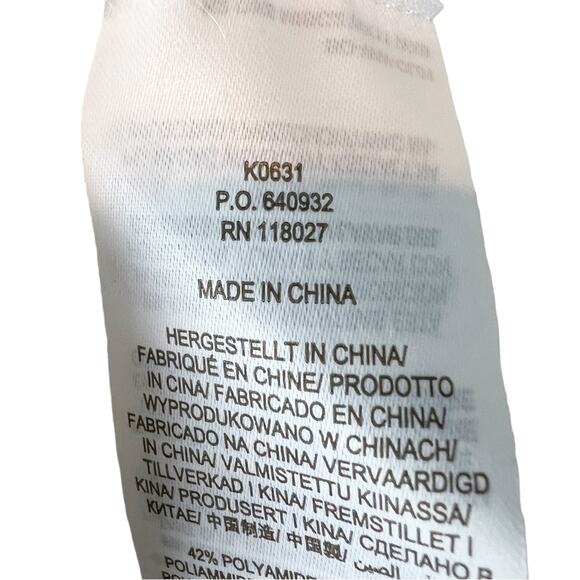 K0631
P.O. 640932
RN 118027
MADE IN CHINA
HERGESTELLT IN CHINA/
FABRIQUÉ EN CHINE/ PRODOTTO
IN CINA/ FABRICADO EN CHINA/
WYPRODUKOWANO W CHINACH/
FABRICADO NA CHINA/ VERVAARDIGD
IN CHINA/ VALMISTETTU KIINASSA/
TILLVERKAD I KINA/ FREMSTILLET I
KINA/ PRODUSERT I KINA/ СДЕЛАНО В
КИТАЕ/ 中国制造/ 中國製/ الصين
42% POLYAMIDE
POLIAMMIDE